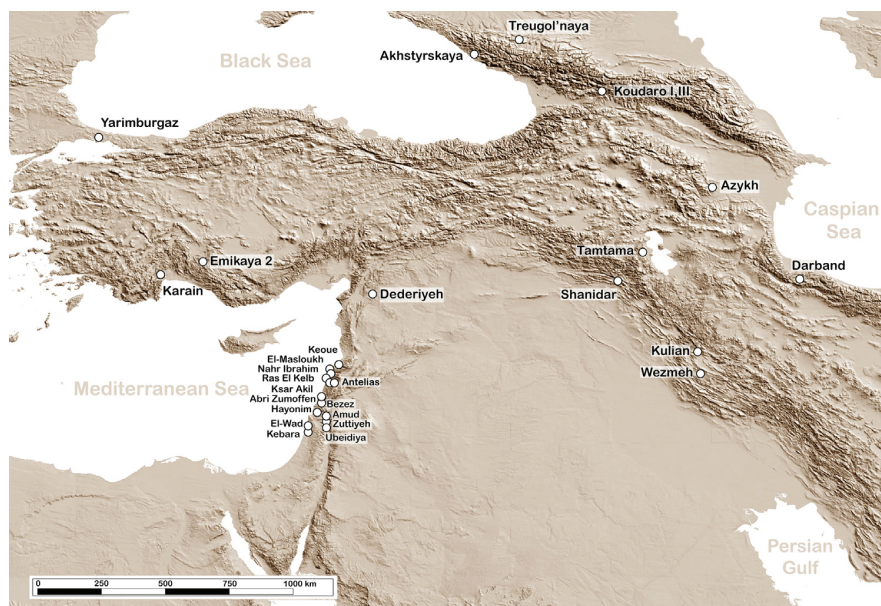 Treugol'naya
Akhstyrskaya
Black Sea
Koudaro I,III
Yarimburgaz
Azykh
Caspian
Sea
Tamtama
Emikaya 2
Darband
Karain
Shanidar
Dederiyeh
Keoue
El-Masloukh
Nahr Ibrahim
Ras El Kelb
Antelias
Ksar Akil
Mediterranean Sea
Abri Zumoffen
Bezez
Hayonim
Amud
El-Wad
Zuttiyeh
Kebara
Ubeidiya
Kulian
Wezmeh
Persian
Gulf
0 250 500 750 1000 km